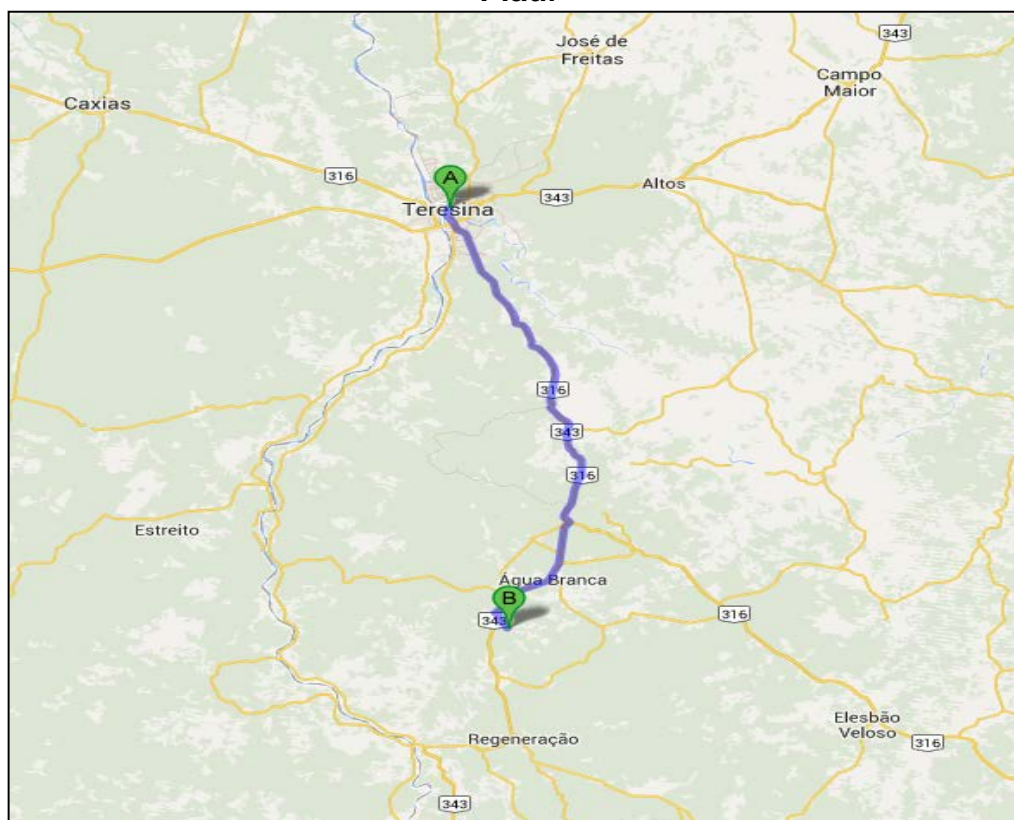 343
José de
Freitas
Campo
Maior
Caxias
316
A
Altos
343
Teresina
316
343
316
Estreito
Água Branca
B
316
343
Elesbão
Veloso
Regeneração
316
343